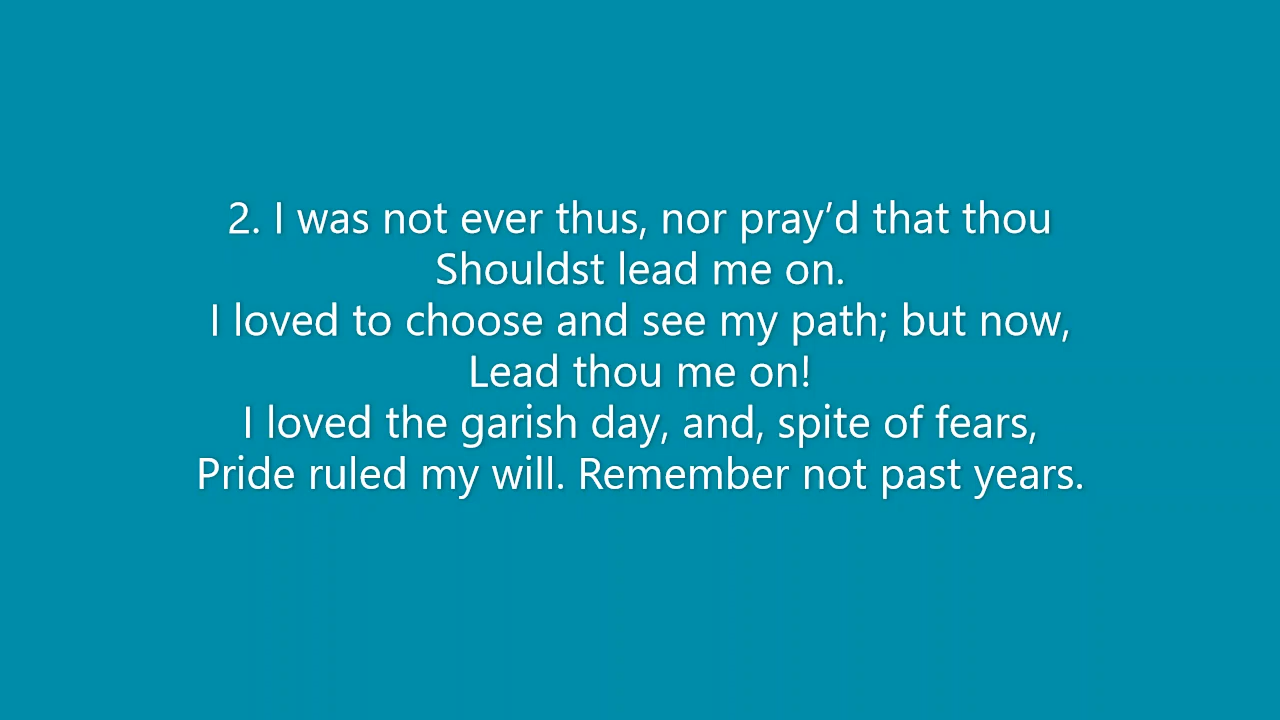 2. I was not ever thus, nor pray’d that thou
Shouldst lead me on.
I loved to choose and see my path; but now,
Lead thou me on!
I loved the garish day, and, spite of fears,
Pride ruled my will. Remember not past years.